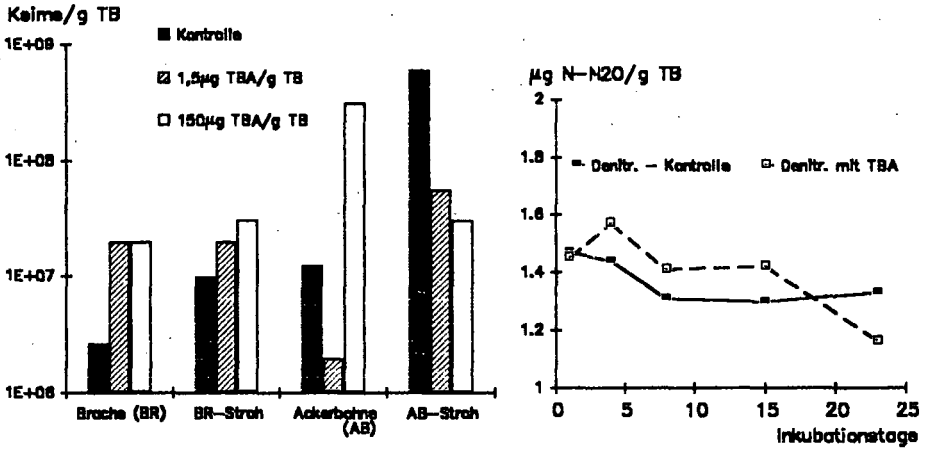 Keime/g TB
1E+09
1E+08
1E+07
1E+06
Kontrolle
1,5µg TBA/g TB
150µg TBA/g TB
Brache (BR)
BR-Stroh
Ackerbohne
(AB)
AB-Stroh
µg N-N2O/g TB
2
1.8
1.6
1.4
1.2
1
Denitr. - Kontrolle
Denitr. mit TBA
0
5
10
15
20
25
Inkubationstage